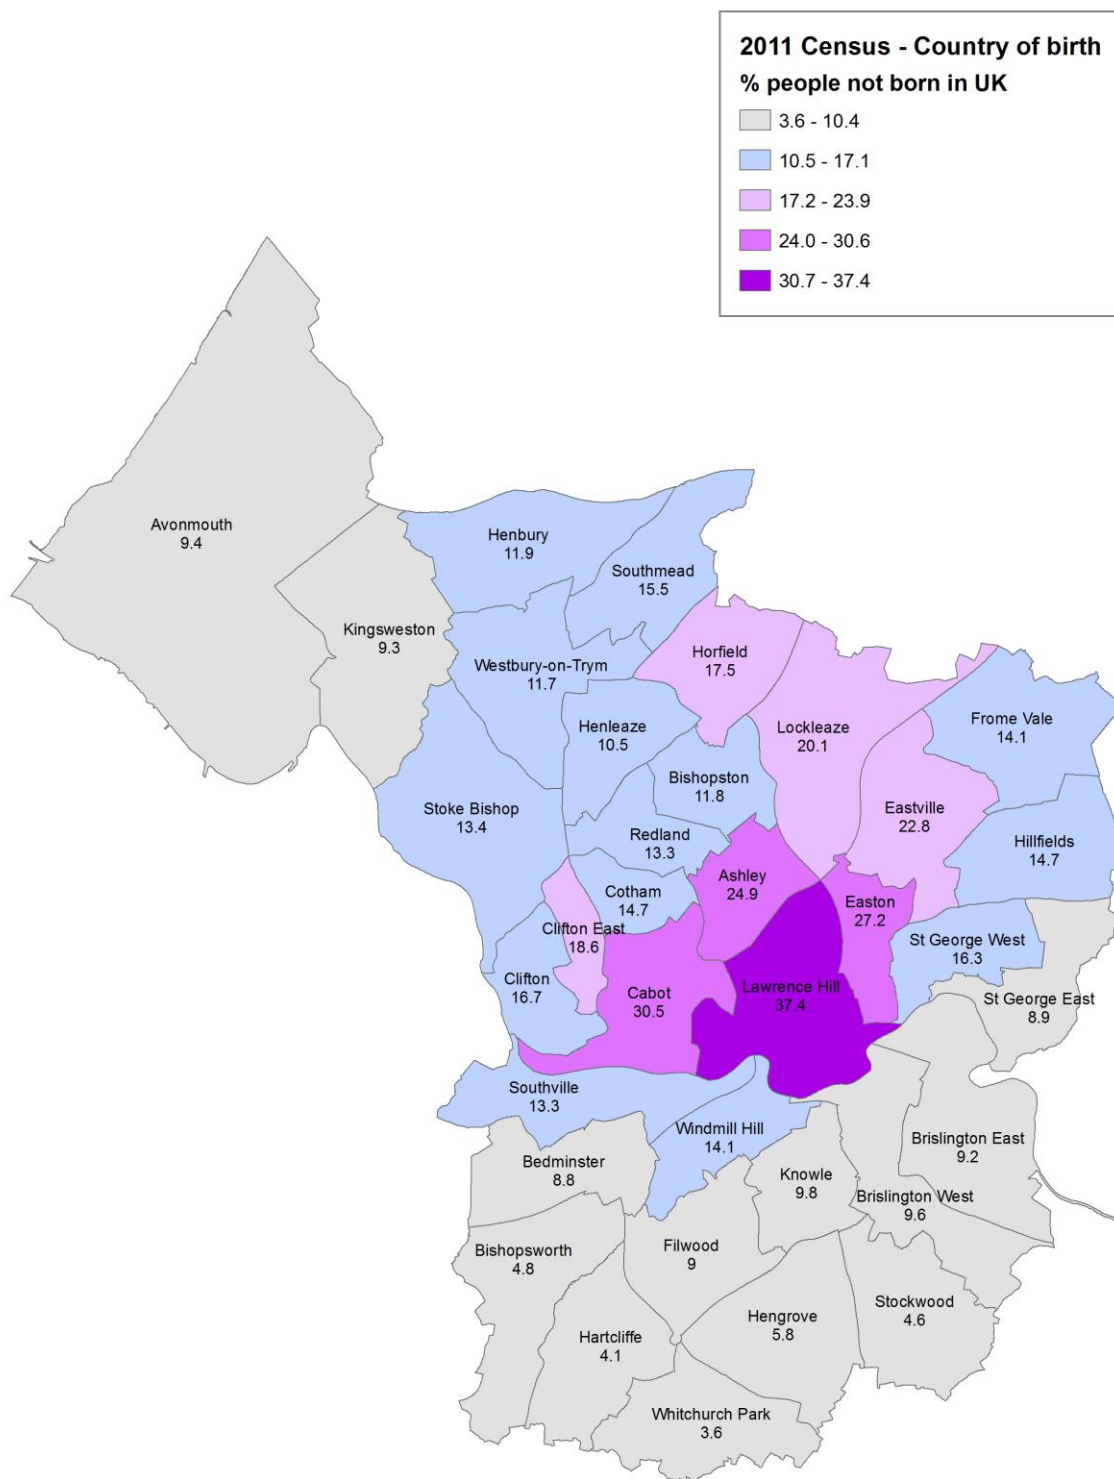 2011 Census - Country of birth
% people not born in UK
3.6 - 10.4
10.5 - 17.1
17.2 - 23.9
24.0 - 30.6
30.7 - 37.4
Avonmouth
9.4
Henbury
11.9
Southmead
15.5
Kingsweston
9.3
Westbury-on-Trym
11.7
Horfield
17.5
Henleaze
10.5
Lockleaze
20.1
Frome Vale
14.1
Bishopston
11.8
Stoke Bishop
13.4
Eastville
22.8
Redland
13.3
Hillfields
14.7
Ashley
24.9
Cotham
14.7
Easton
27.2
Clifton East
18.6
St George West
16.3
Clifton
16.7
Cabot
30.5
Lawrence Hill
37.4
St George East
8.9
Southville
13.3
Windmill Hill
14.1
Brislington East
9.2
Bedminster
8.8
Knowle
9.8
Brislington West
9.6
Bishopsworth
4.8
Filwood
9
Stockwood
4.6
Hengrove
5.8
Hartcliffe
4.1
Whitchurch Park
3.6